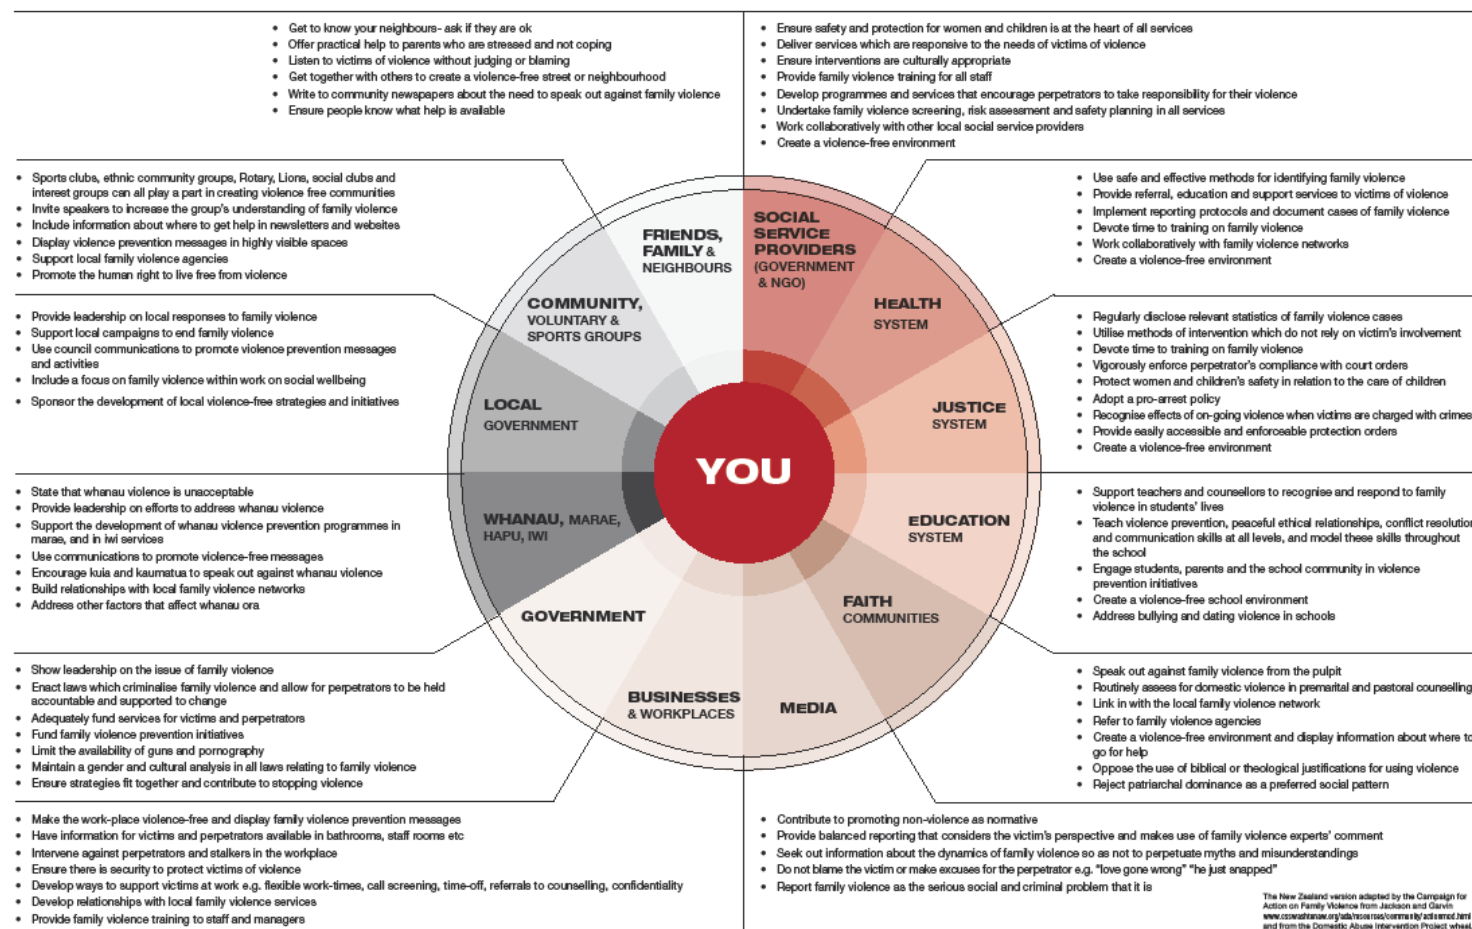 • Get to know your neighbours- ask if they are ok
• Offer practical help to parents who are stressed and not coping
• Listen to victims of violence without judging or blaming
• Get together with others to create a violence-free street or neighbourhood
• Write to community newspapers about the need to speak out against family violence
• Ensure people know what help is available
• Ensure safety and protection for women and children is at the heart of all services
• Deliver services which are responsive to the needs of victims of violence
• Ensure interventions are culturally appropriate
• Provide family violence training for all staff
• Develop programmes and services that encourage perpetrators to take responsibility for their violence
• Undertake family violence screening, risk assessment and safety planning in all services
• Work collaboratively with other local social service providers
• Create a violence-free environment
• Sports clubs, ethnic community groups, Rotary, Lions, social clubs and
interest groups can all play a part in creating violence free communities
• Invite speakers to increase the group's understanding of family violence
• Include information about where to get help in newsletters and websites
• Display violence prevention messages in highly visible spaces
• Support local family violence agencies
• Promote the human right to live free from violence
• Use safe and effective methods for identifying family violence
• Provide referral, education and support services to victims of violence
• Implement reporting protocols and document cases of family violence
• Devote time to training on family violence
• Work collaboratively with family violence networks
• Create a violence-free environment
• Provide leadership on local responses to family violence
• Support local campaigns to end family violence
• Use council communications to promote violence prevention messages
and activities
• Include a focus on family violence within work on social wellbeing
• Sponsor the development of local violence-free strategies and initiatives
• Regularly disclose relevant statistics of family violence cases
• Utilise methods of intervention which do not rely on victim's involvement
• Devote time to training on family violence
• Vigorously enforce perpetrator's compliance with court orders
• Protect women and children's safety in relation to the care of children
• Adopt a pro-arrest policy
• Recognise effects of on-going violence when victims are charged with crimes
• Provide easily accessible and enforceable protection orders
• Create a violence-free environment
FRIENDS,
FAMILY &
NEIGHBOURS
SOCIAL
SERVICE
PROVIDERS
(GOVERNMENT
& NGO)
COMMUNITY,
VOLUNTARY &
SPORTS GROUPS
HEALTH
SYSTEM
LOCAL
GOVERNMENT
JUSTICE
SYSTEM
YOU
WHANAU, MARAE,
HAPU, IWI
EDUCATION
SYSTEM
GOVERNMENT
FAITH
COMMUNITIES
BUSINESSES
& WORKPLACES
MEDIA
• State that whanau violence is unacceptable
• Provide leadership on efforts to address whanau violence
• Support the development of whanau violence prevention programmes in
marae, and in iwi services
• Use communications to promote violence-free messages
• Encourage kuia and kaumatua to speak out against whanau violence
• Build relationships with local family violence networks
• Address other factors that affect whanau ora
• Support teachers and counsellors to recognise and respond to family
violence in students' lives
• Teach violence prevention, peaceful ethical relationships, conflict resolution
and communication skills at all levels, and model these skills throughout
the school
• Engage students, parents and the school community in violence
prevention initiatives
• Create a violence-free school environment
• Address bullying and dating violence in schools
• Show leadership on the issue of family violence
• Enact laws which criminalise family violence and allow for perpetrators to be held
accountable and supported to change
• Adequately fund services for victims and perpetrators
• Fund family violence prevention initiatives
• Limit the availability of guns and pornography
• Maintain a gender and cultural analysis in all laws relating to family violence
• Ensure strategies fit together and contribute to stopping violence
• Speak out against family violence from the pulpit
• Routinely assess for domestic violence in premarital and pastoral counselling
• Link in with the local family violence network
• Refer to family violence agencies
• Create a violence-free environment and display information about where to
go for help
• Oppose the use of biblical or theological justifications for using violence
• Reject patriarchal dominance as a preferred social pattern
• Make the work-place violence-free and display family violence prevention messages
• Have information for victims and perpetrators available in bathrooms, staff rooms etc
• Intervene against perpetrators and stalkers in the workplace
• Ensure there is security to protect victims of violence
• Develop ways to support victims at work e.g. flexible work-times, call screening, time-off, referrals to counselling, confidentiality
• Develop relationships with local family violence services
• Provide family violence training to staff and managers
• Contribute to promoting non-violence as normative
• Provide balanced reporting that considers the victim's perspective and makes use of family violence experts' comment
• Seek out information about the dynamics of family violence so as not to perpetuate myths and misunderstandings
• Do not blame the victim or make excuses for the perpetrator e.g. "love gone wrong" "he just snapped"
• Report family violence as the serious social and criminal problem that it is
The New Zealand version adapted by the Campaign for
Action on Family Violence from Jackson and Garvin
and from the Domestic Abuse Intervention Project wheel.